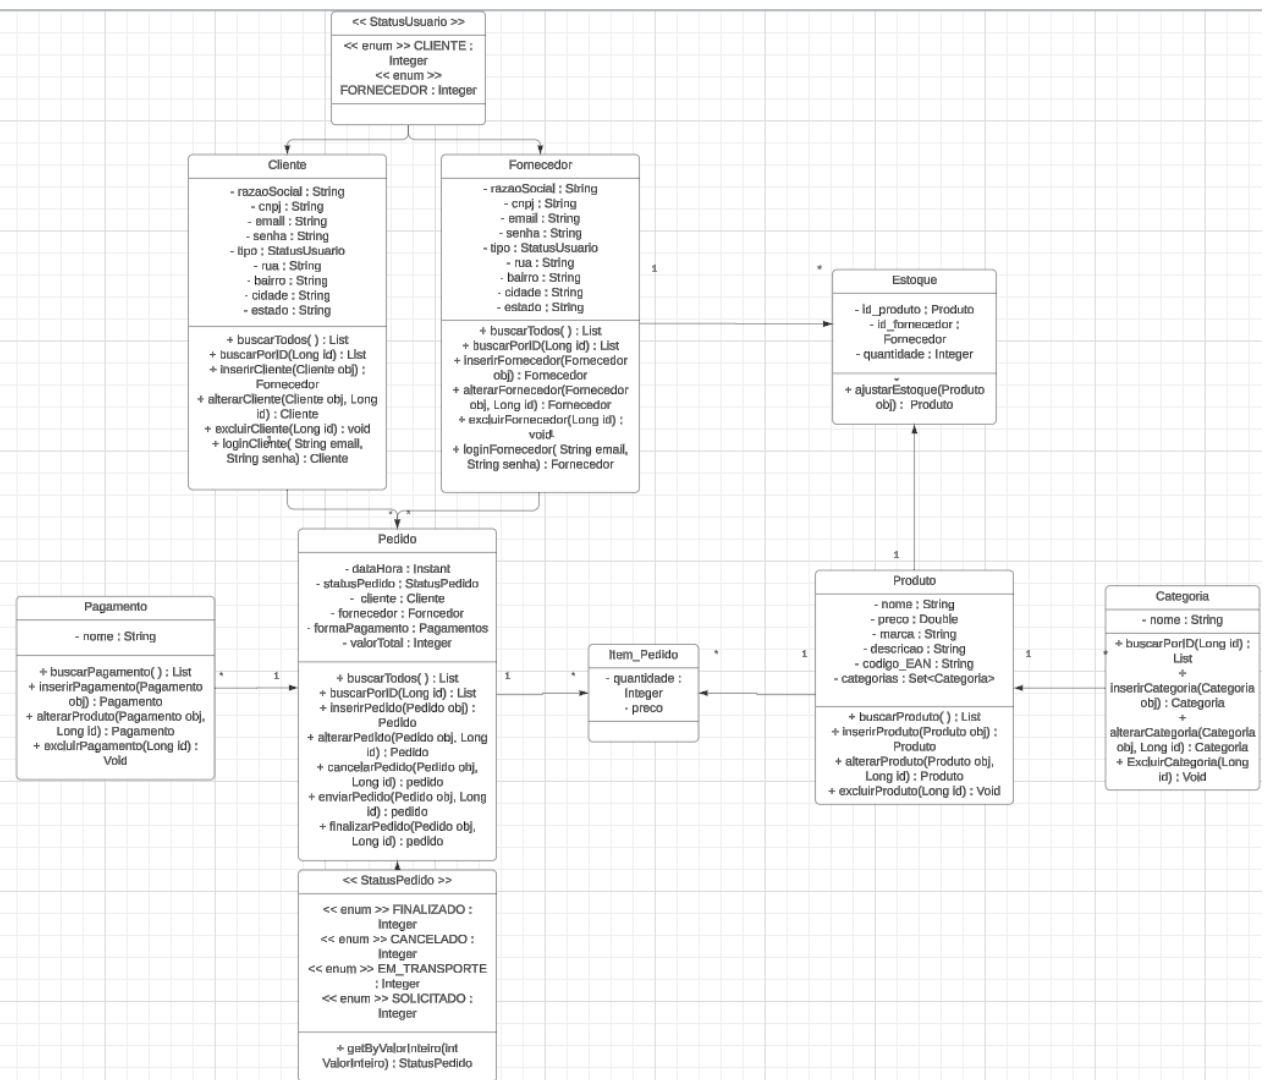 << StatusUsuario >>
<< enum >> CLIENTE :
Integer
<< enum >>
FORNECEDOR : Integer
Cliente
- razaoSocial : String
- cnpj : String
- email : String
- senha : String
- tipo : StatusUsuario
- rua : String
- bairro : String
- cidade : String
- estado : String
+ buscarTodos( ) : List
+ buscarPorID(Long id) : List
+ inserirCliente(Cliente obj) :
Fornecedor
+ alterarCliente(Cliente obj, Long
id) : Cliente
+ excluirCliente(Long id) : void
+ loginCliente( String email,
String senha) : Cliente
1
Fornecedor
- razaoSocial : String
- cnpj : String
- email : String
- senha : String
- tipo : StatusUsuario
- rua : String
- bairro : String
- cidade : String
- estado : String
+ buscarTodos( ) : List
+ buscarPorID(Long id) : List
+ inserirFornecedor(Fornecedor
obj) : Fornecedor
+ alterarFornecedor(Fornecedor
obj, Long id) : Fornecedor
+ excluirFornecedor(Long id) :
void
1
+ loginFornecedor( String email,
String senha) : Fornecedor
1
*
Estoque
- id_produto : Produto
- id_fornecedor :
Fornecedor
- quantidade : Integer
*
+ ajustarEstoque(Produto
obj) : Produto
1
* *
Pedido
- dataHora : Instant
- statusPedido : StatusPedido
- cliente : Cliente
- fornecedor : Forncedor
- formaPagamento : Pagamentos
- valorTotal : Integer
+ buscarTodos( ) : List
+ buscarPorID(Long id) : List
+ inserirPedido(Pedido obj) :
Pedido
+ alterarPedido(Pedido obj, Long
id) : Pedido
+ cancelarPedido(Pedido obj,
Long id) : pedido
+ enviarPedido(Pedido obj, Long
id) : pedido
+ finalizarPedido(Pedido obj,
Long id) : pedido
Pagamento
- nome : String
+ buscarPagamento( ) : List
+ inserirPagamento(Pagamento
obj) : Pagamento
+ alterarProduto(Pagamento obj,
Long id) : Pagamento
+ excluirPagamento(Long id) :
Void
*
1
1
*
Item_Pedido
- quantidade :
Integer
- preco
*
1
Produto
- nome : String
- preco : Double
- marca : String
- descricao : String
- codigo_EAN : String
- categorias : Set<Categoria>
+ buscarProduto( ) : List
+ inserirProduto(Produto obj) :
Produto
+ alterarProduto(Produto obj,
Long id) : Produto
+ excluirProduto(Long id) : Void
1
*
Categoria
- nome : String
+ buscarPorID(Long id) :
List
+
inserirCategoria(Categoria
obj) : Categoria
+
alterarCategoria(Categoria
obj, Long id) : Categoria
+ ExcluirCategoria(Long
id) : Void
<< StatusPedido >>
<< enum >> FINALIZADO :
Integer
<< enum >> CANCELADO :
Integer
<< enum >> EM_TRANSPORTE
: Integer
<< enum >> SOLICITADO :
Integer
+ getByValorInteiro(int
ValorInteiro) : StatusPedido